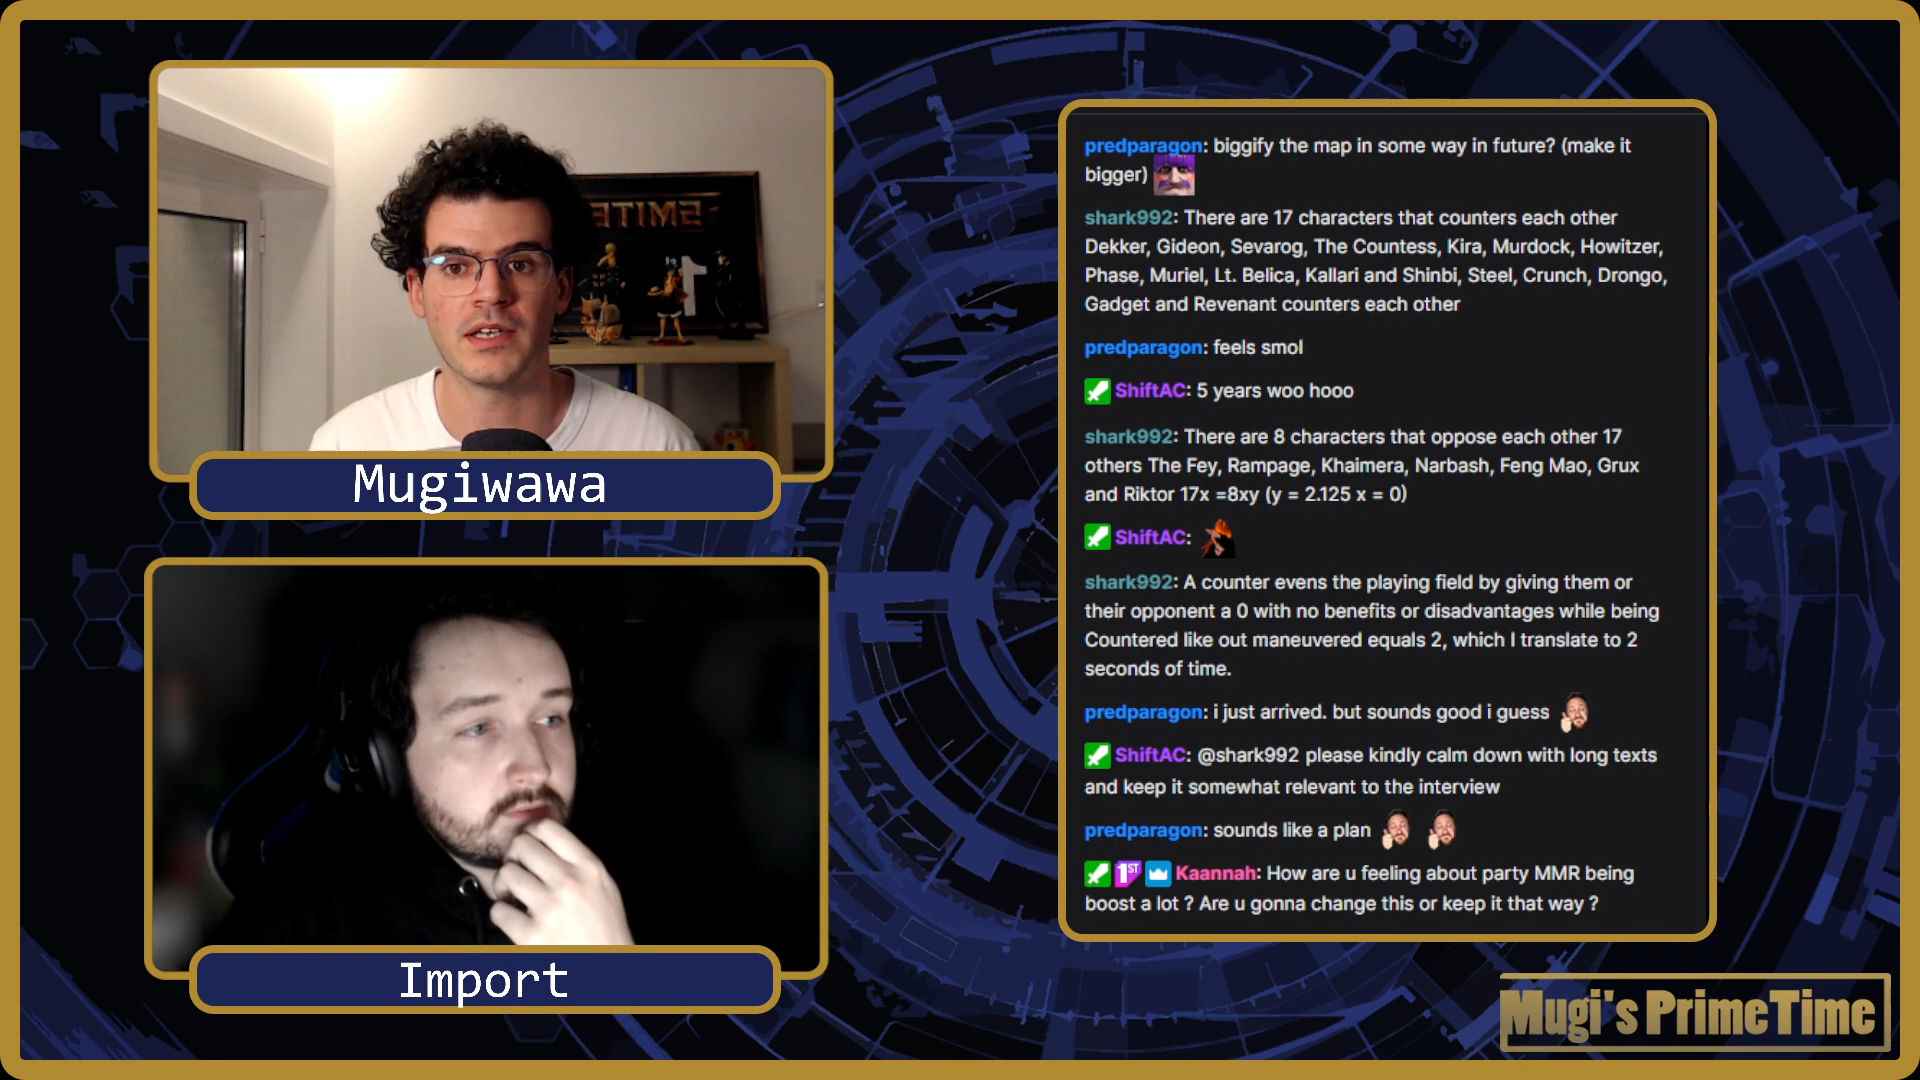 PRIMETIME
Mugiwawa
Import
predparagon: biggify the map in some way in future? (make it
bigger)
shark992: There are 17 characters that counters each other
Dekker, Gideon, Sevarog, The Countess, Kira, Murdock, Howitzer,
Phase, Muriel, Lt. Belica, Kallari and Shinbi, Steel, Crunch, Drongo,
Gadget and Revenant counters each other
predparagon: feels smol
ShiftAC: 5 years woo hooo
shark992: There are 8 characters that oppose each other 17
others The Fey, Rampage, Khaimera, Narbash, Feng Mao, Grux
and Riktor 17x =8xy (y = 2.125 x = 0)
ShiftAC:
shark992: A counter evens the playing field by giving them or
their opponent a 0 with no benefits or disadvantages while being
Countered like out maneuvered equals 2, which I translate to 2
seconds of time.
predparagon: i just arrived. but sounds good i guess
ShiftAC: @shark992 please kindly calm down with long texts
and keep it somewhat relevant to the interview
predparagon: sounds like a plan
1ST Kaannah: How are u feeling about party MMR being
boost a lot ? Are u gonna change this or keep it that way ?
Mugi's PrimeTime